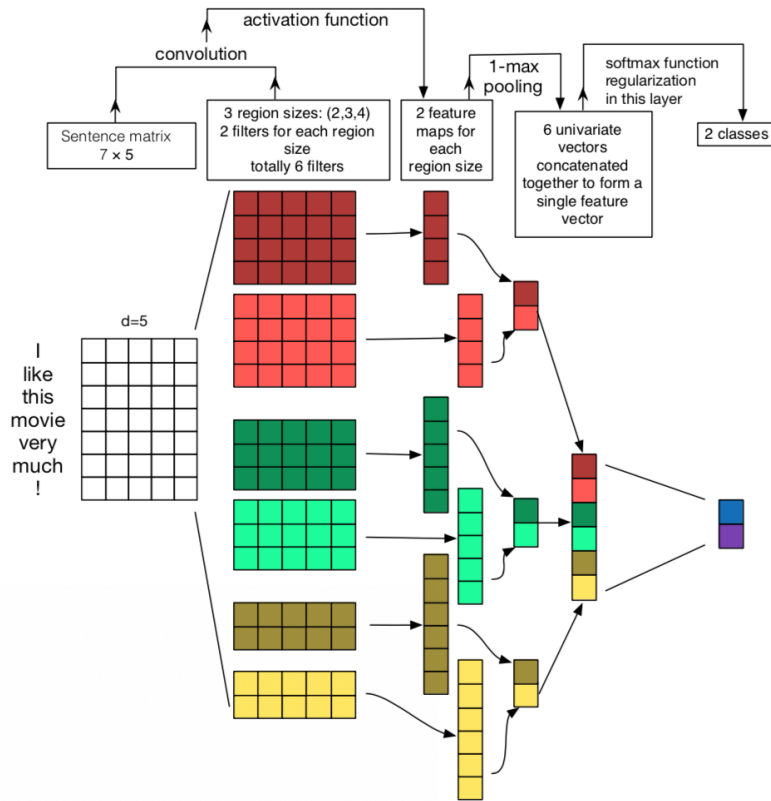 activation function
convolution
1-max
pooling
softmax function
regularization
in this layer
Sentence matrix
7 × 5
3 region sizes: (2,3,4)
2 filters for each region
size
totally 6 filters
2 feature
maps for
each
region size
6 univariate
vectors
concatenated
together to form a
single feature
vector
2 classes
d=5
I
like
this
movie
very
much
!